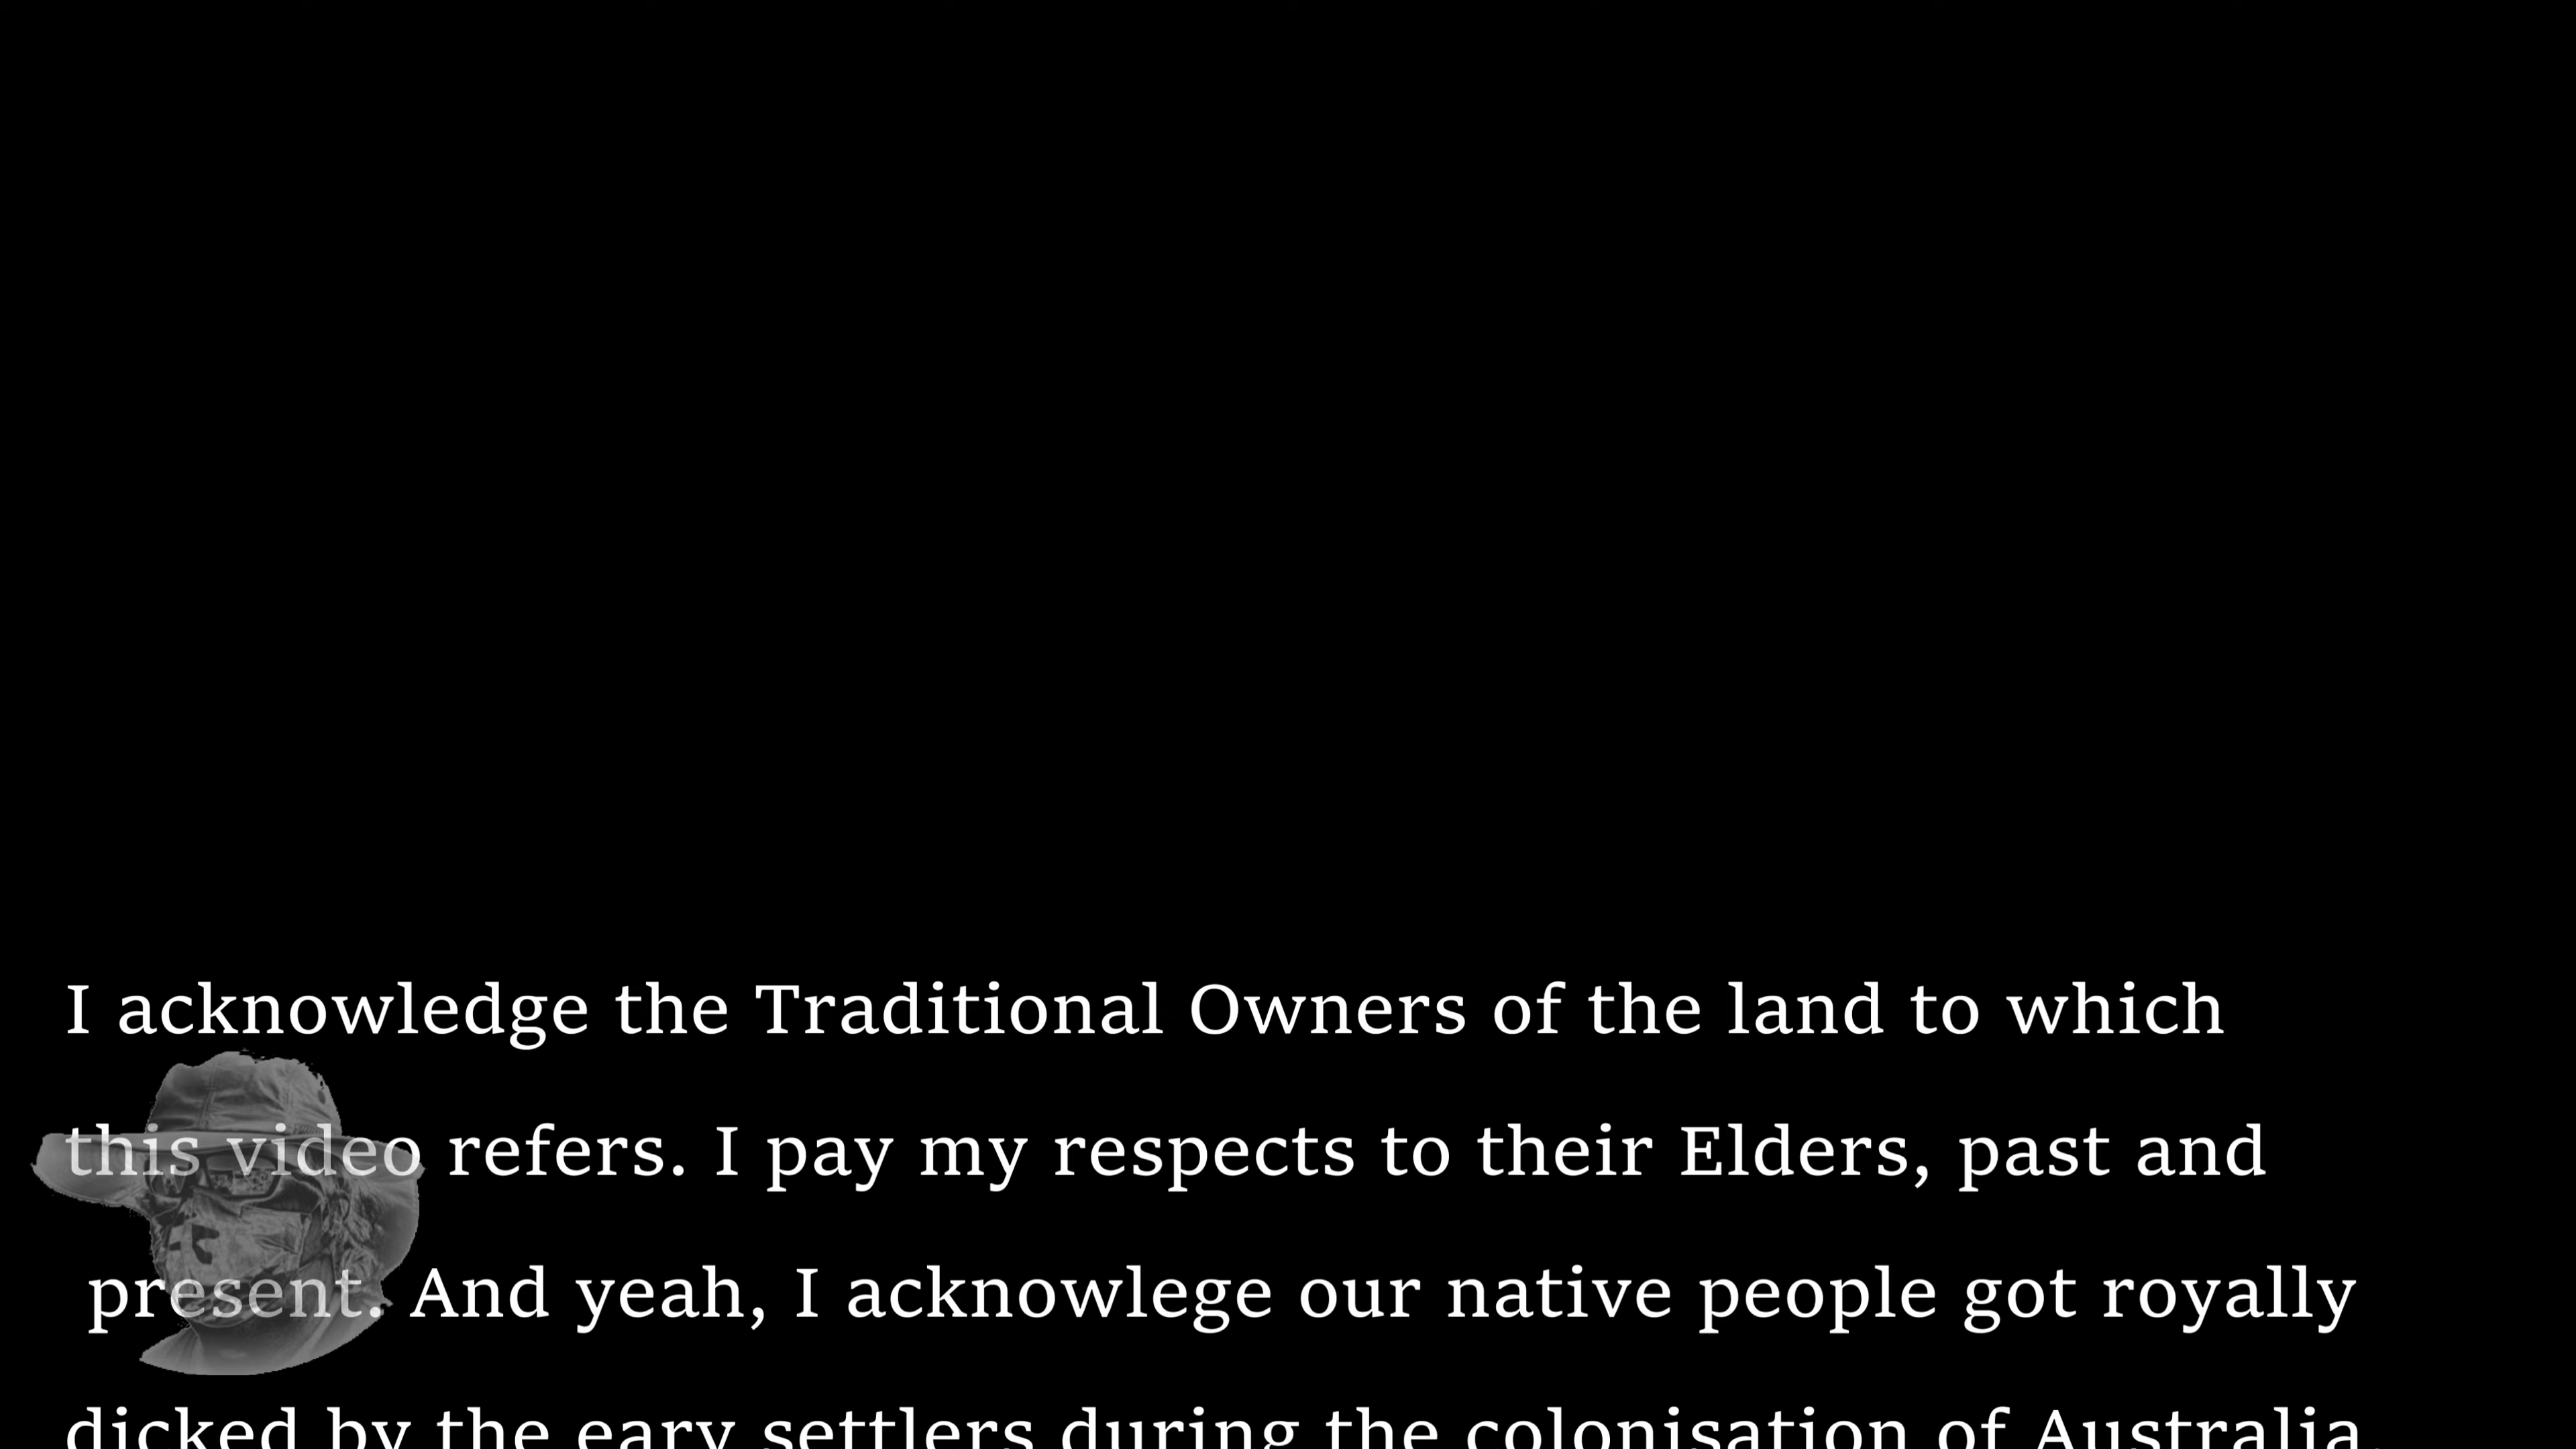 I acknowledge the Traditional Owners of the land to which
this video refers. I pay my respects to their Elders, past and
present. And yeah, I acknowlege our native people got royally
dicked by the eary settlers during the colonisation of Australia